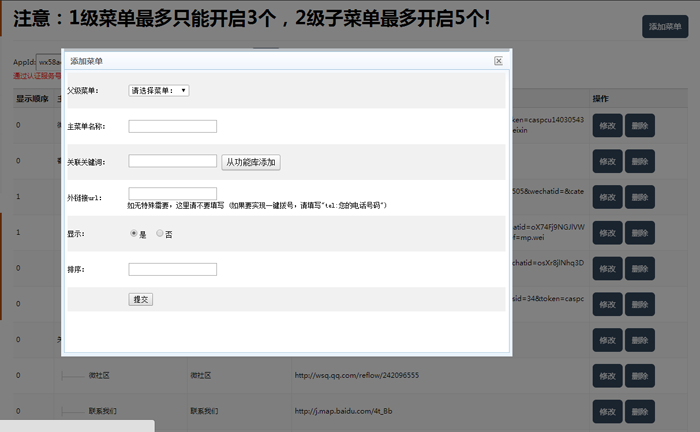 注意：1级菜单最多只能开启3个，2级子菜单最多开启5个!
添加菜单
AppId: wx58a
通过认证服务号
添加菜单
父级菜单：
请选择菜单：
主菜单名称：
关联关键词：
从功能库添加
外链接url：
如无特殊需要，这里请不要填写 (如果要实现一键拨号，请填写"tel:您的电话号码")
显示：
是
否
排序：
提交
显示顺序
操作
0
ken=caspcu14030543
eixin
修改 删除
0
修改 删除
1
505&wechatid=&cate
修改 删除
1
atid=oX74Fj9NGJIVW
f=mp.wei
修改 删除
0
chatid=osXr8jlNhq3D
修改 删除
0
sid=34&token=caspc
修改 删除
0
修改 删除
0
微社区
微社区
http://wsq.qq.com/reflow/242096555
修改 删除
0
联系我们
联系我们
http://j.map.baidu.com/4t_Bb
修改 删除